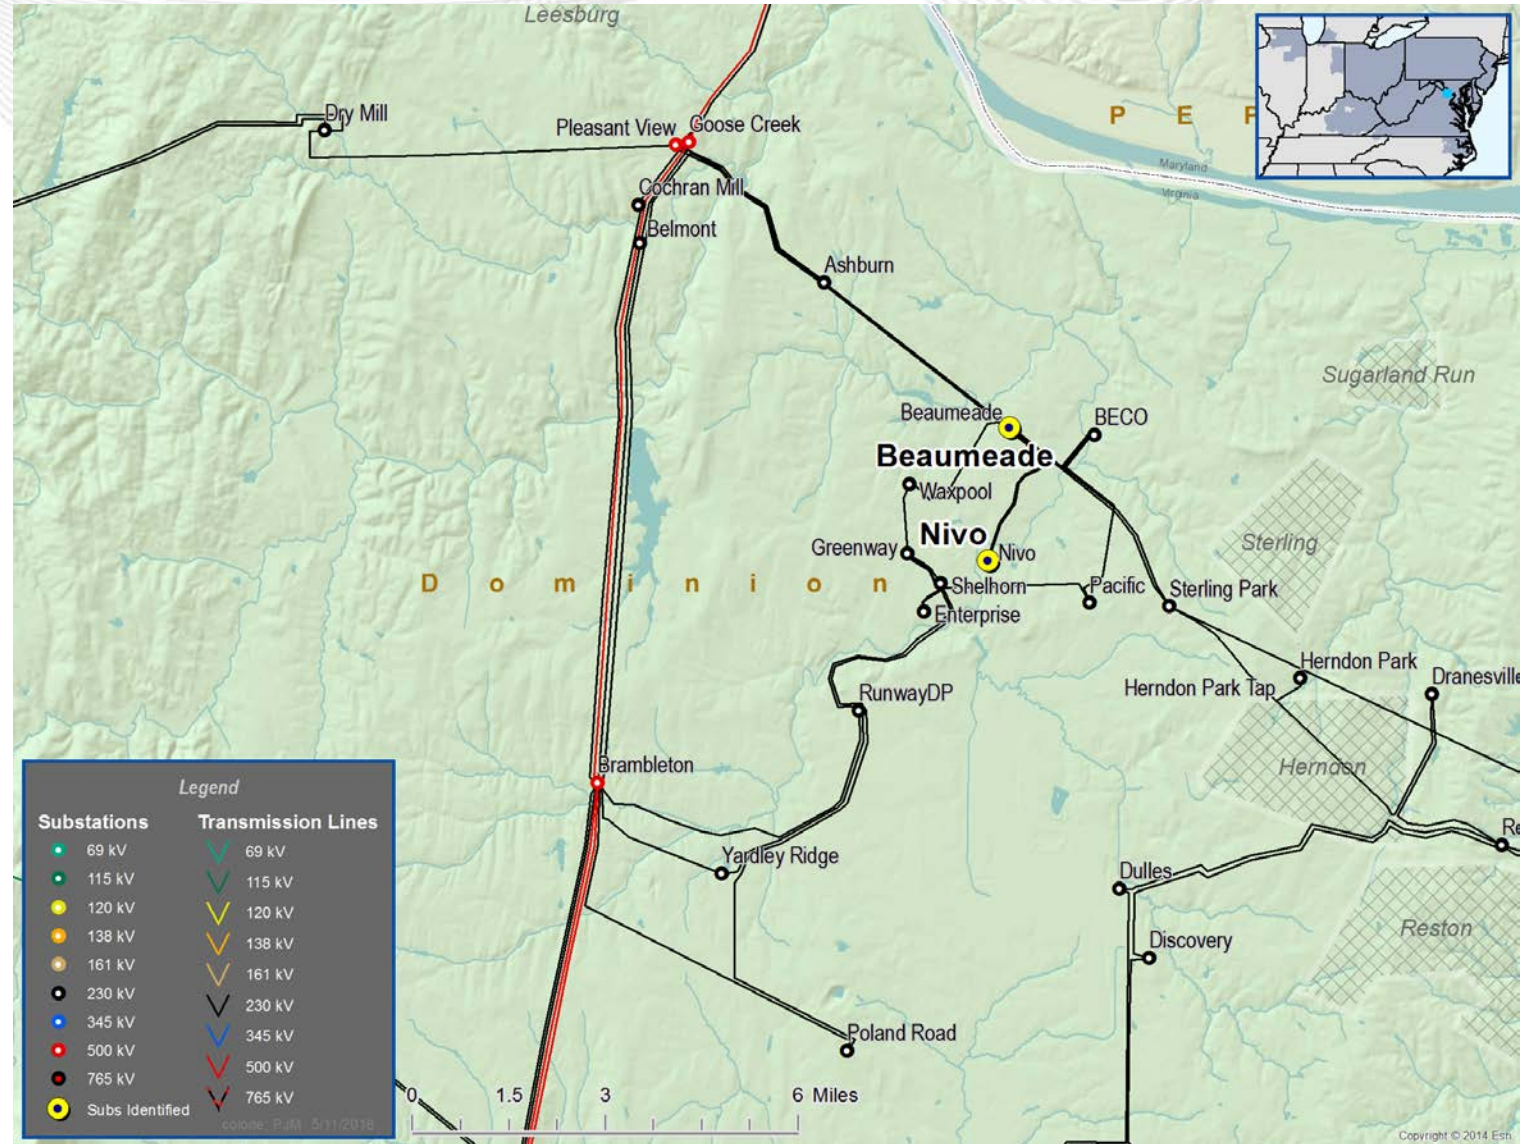 Leesburg
Dry Mill
Pleasant View
Goose Creek
P E P
Maryland
Virginia
Cochran Mill
Belmont
Ashburn
Sugarland Run
Beaumeade
BECO
Beaumeade
Waxpool
Nivo
Greenway
Nivo
Sterling
Dominion
Shelhorn
Pacific
Sterling Park
Enterprise
Herndon Park
Herndon Park Tap
Dranesville
RunwayDP
Brambleton
Herndon
Re
Yardley Ridge
Dulles
Reston
Discovery
Poland Road
Legend
Substations
69 kV
115 kV
120 kV
138 kV
161 kV
230 kV
345 kV
500 kV
765 kV
Subs Identified
Transmission Lines
69 kV
115 kV
120 kV
138 kV
161 kV
230 kV
345 kV
500 kV
765 kV
0 1.5 3 6 Miles
PJM 5/11/2018
Copyright © 2014 Esri